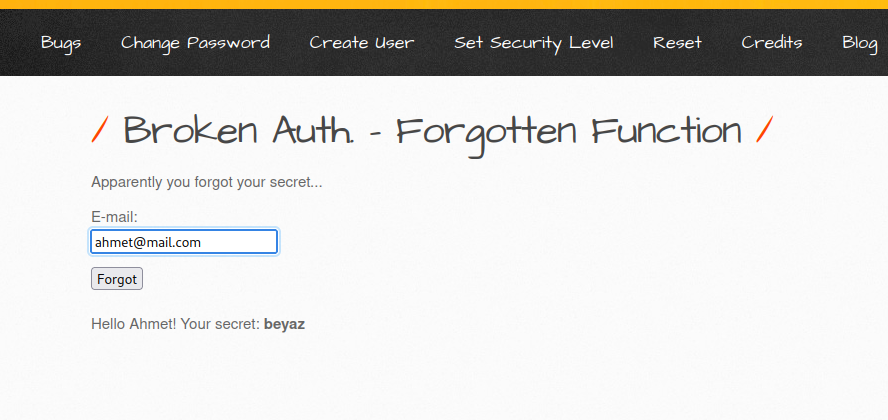 Bugs Change Password Create User Set Security Level Reset Credits Blog
/ Broken Auth. - Forgotten Function /
Apparently you forgot your secret...
E-mail:
ahmet@mail.com
Forgot
Hello Ahmet! Your secret: beyaz